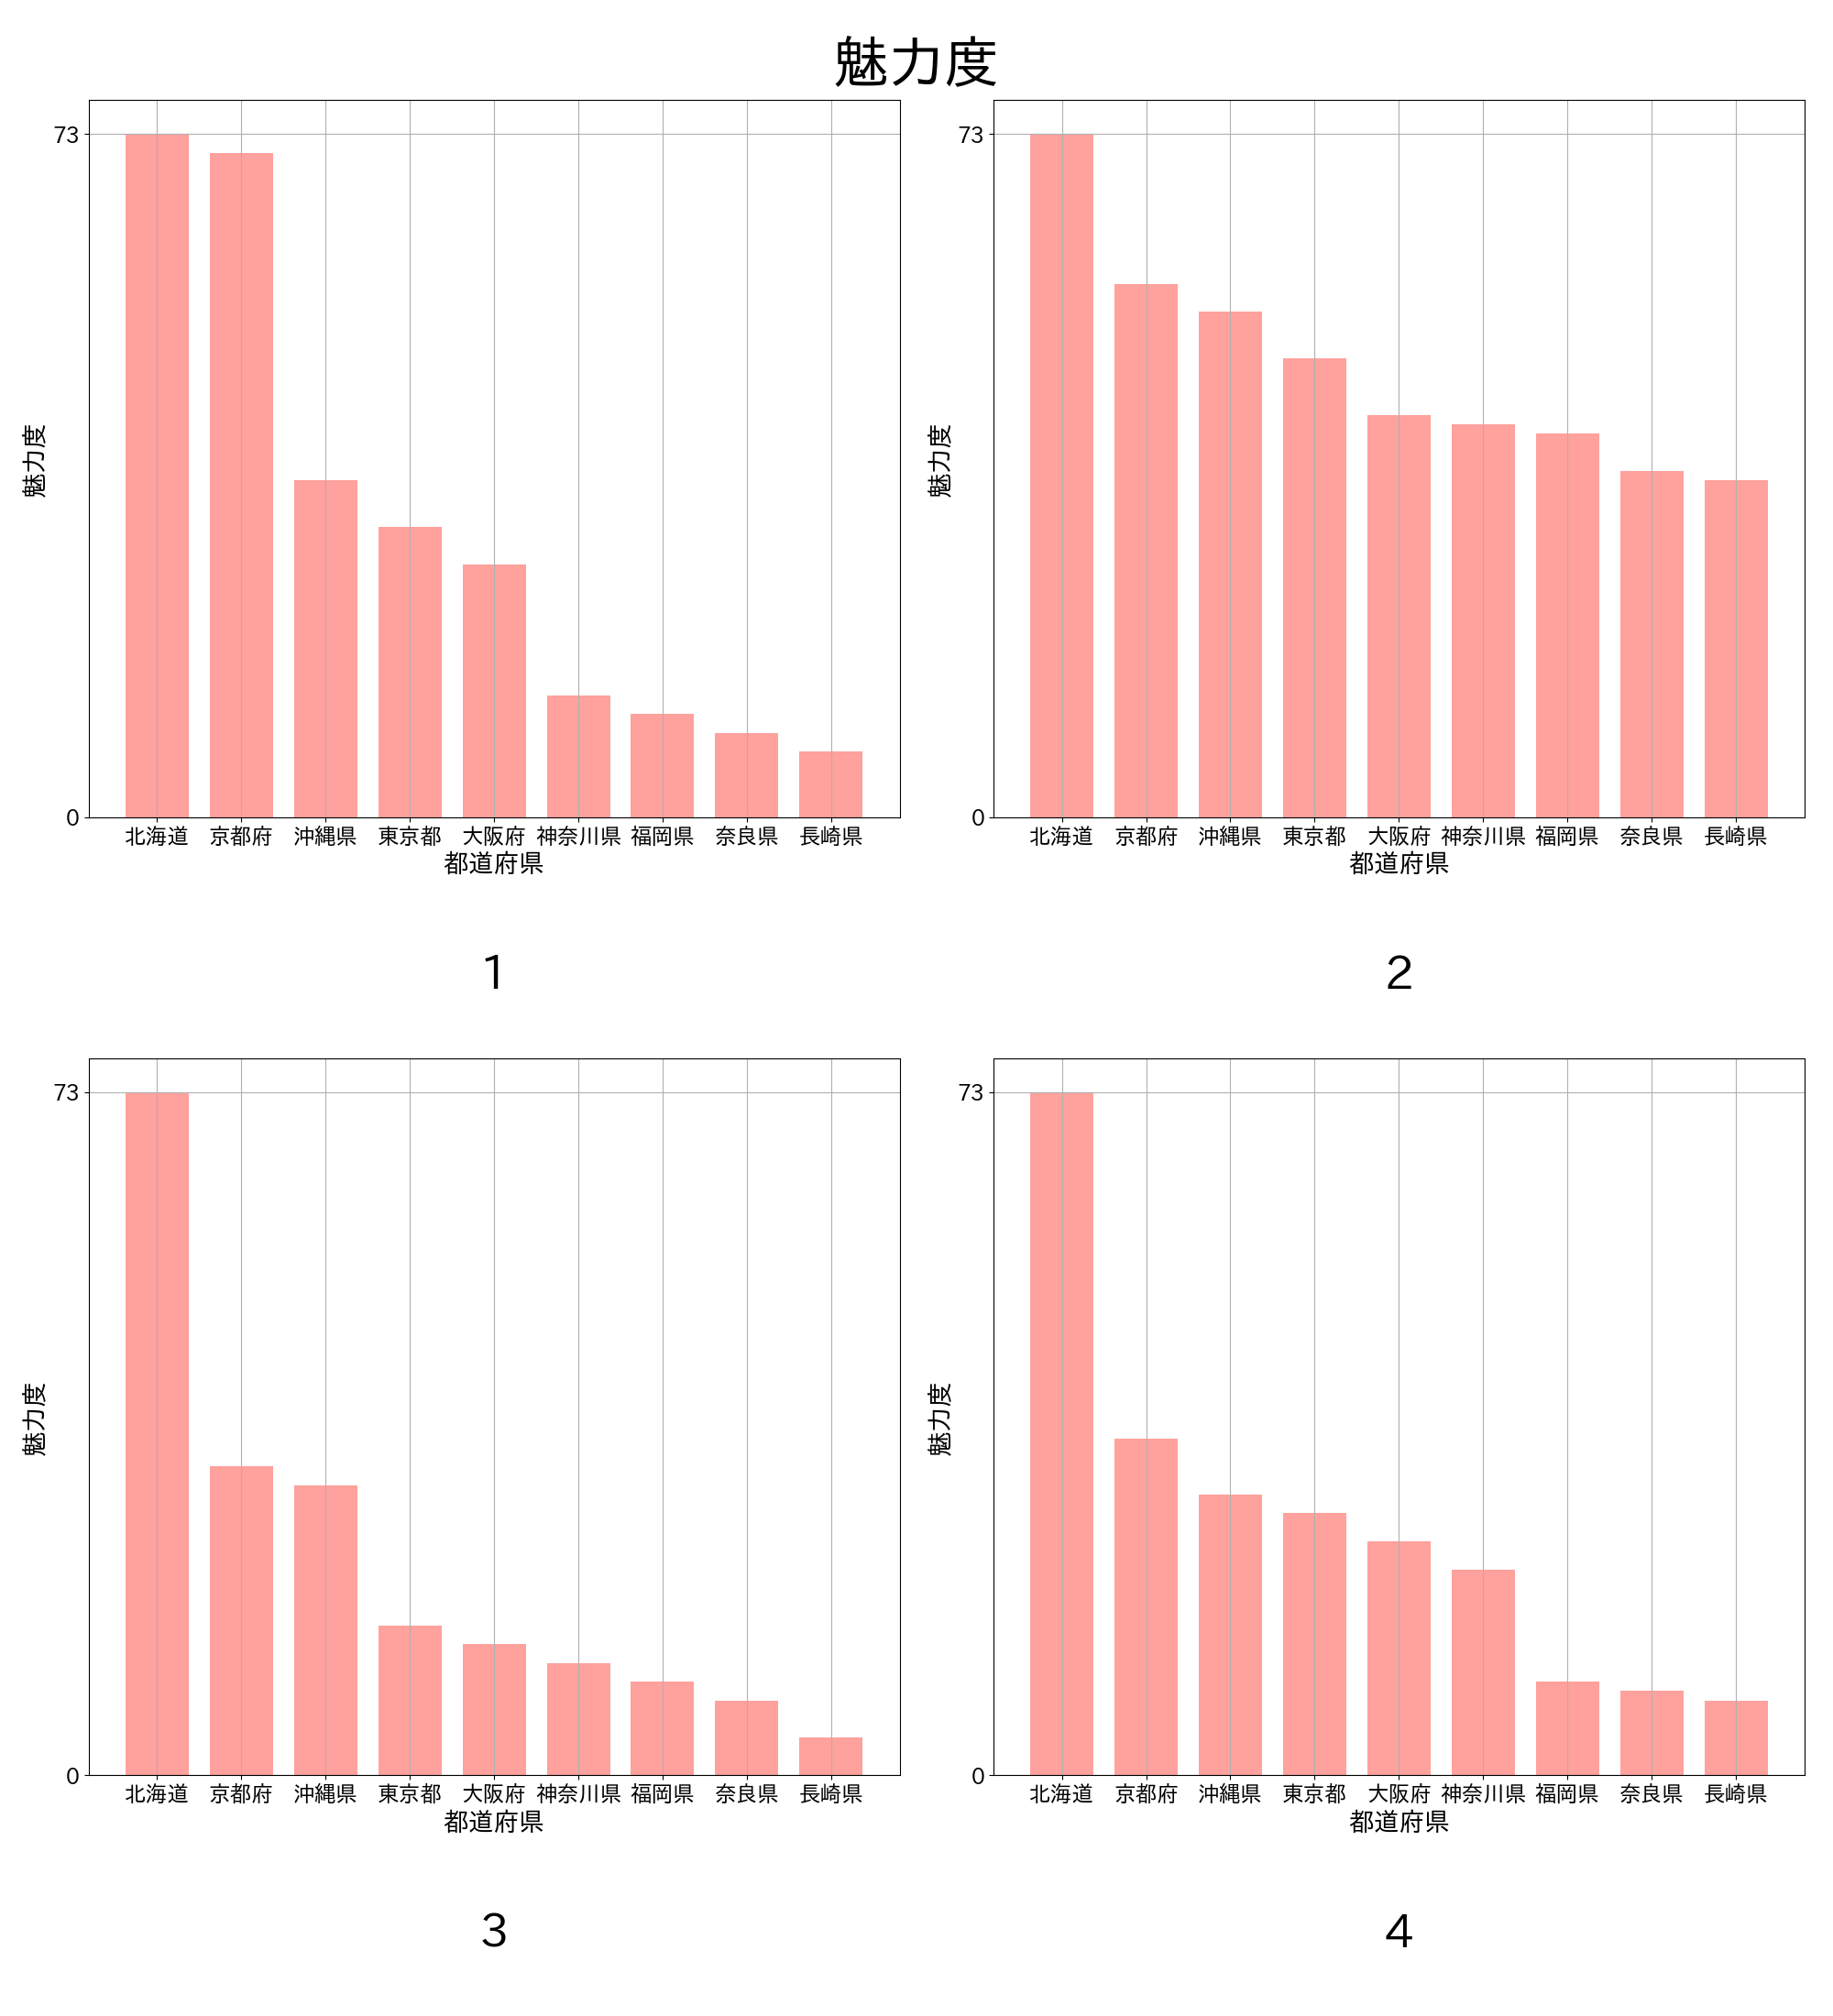 魅力度
73
0
魅力度
北海道 京都府 沖縄県 東京都 大阪府 神奈川県 福岡県 奈良県 長崎県
都道府県
1
73
0
魅力度
北海道 京都府 沖縄県 東京都 大阪府 神奈川県 福岡県 奈良県 長崎県
都道府県
2
73
0
魅力度
北海道 京都府 沖縄県 東京都 大阪府 神奈川県 福岡県 奈良県 長崎県
都道府県
3
73
0
魅力度
北海道 京都府 沖縄県 東京都 大阪府 神奈川県 福岡県 奈良県 長崎県
都道府県
4